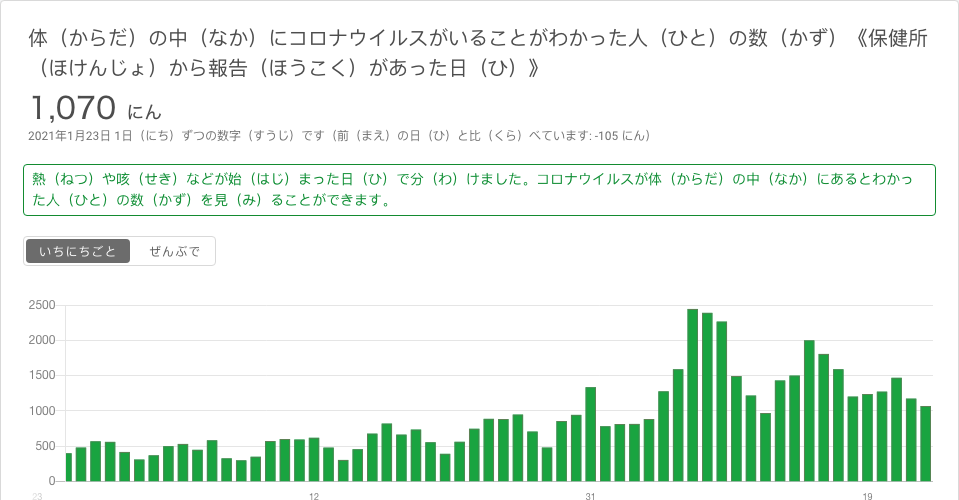 体（からだ）の中（なか）にコロナウイルスがいることがわかった人（ひと）の数（かず）《保健所
（ほけんじょ）から報告（ほうこく）があった日（ひ）》
1,070 にん
2021年1月23日 1日（にち）ずつの数字（すうじ）です（前（まえ）の日（ひ）と比（くら）べています: -105 にん）
熱（ねつ）や咳（せき）などが始（はじ）まった日（ひ）で分（わ）けました。コロナウイルスが体（からだ）の中（なか）にあるとわかっ
た人（ひと）の数（かず）を見（み）ることができます。
いちにちごと ぜんぶで
2500
2000
1500
1000
500
0
23 12 31 19